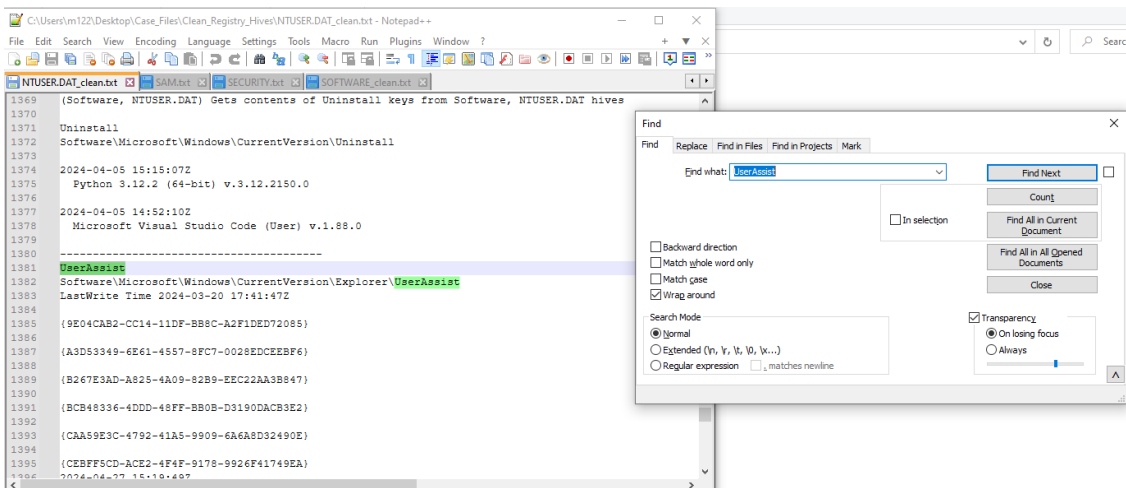 C:\Users\m122\Desktop\Case_Files\Clean_Registry_Hives\NTUSER.DAT_clean.txt - Notepad++
File Edit Search View Encoding Language Settings Tools Macro Run Plugins Window ?
NTUSER.DAT_clean.txt SAM.txt SECURITY.txt SOFTWARE_clean.txt
1369 (Software, NTUSER.DAT) Gets contents of Uninstall keys from Software, NTUSER.DAT hives
1370
1371 Uninstall
1372 Software\Microsoft\Windows\CurrentVersion\Uninstall
1373
1374 2024-04-05 15:15:07Z
1375 Python 3.12.2 (64-bit) v.3.12.2150.0
1376
1377 2024-04-05 14:52:10Z
1378 Microsoft Visual Studio Code (User) v.1.88.0
1379
1380 ----------------------------------------
1381 UserAssist
1382 Software\Microsoft\Windows\CurrentVersion\Explorer\UserAssist
1383 LastWrite Time 2024-03-20 17:41:47Z
1384
1385 {9E04CAB2-CC14-11DF-BB8C-A2F1DED72085}
1386
1387 {A3D53349-6E61-4557-8FC7-0028EDCEEBF6}
1388
1389 {B267E3AD-A825-4A09-82B9-EEC22AA3B847}
1390
1391 {BCB48336-4DDD-48FF-BB0B-D3190DACB3E2}
1392
1393 {CAA59E3C-4792-41A5-9909-6A6A8D32490E}
1394
1395 {CEBFF5CD-ACE2-4F4F-9178-9926F41749EA}
1396 2024-04-27 15:19:49Z
Searc
Find
Find Replace Find in Files Find in Projects Mark
Find what: UserAssist
Find Next
Count
In selection
Find All in Current
Document
Backward direction
Match whole word only
Match case
Wrap around
Find All in All Opened
Documents
Close
Search Mode
Normal
Extended (\n, \r, \t, \0, \x...)
Regular expression . matches newline
Transparency
On losing focus
Always